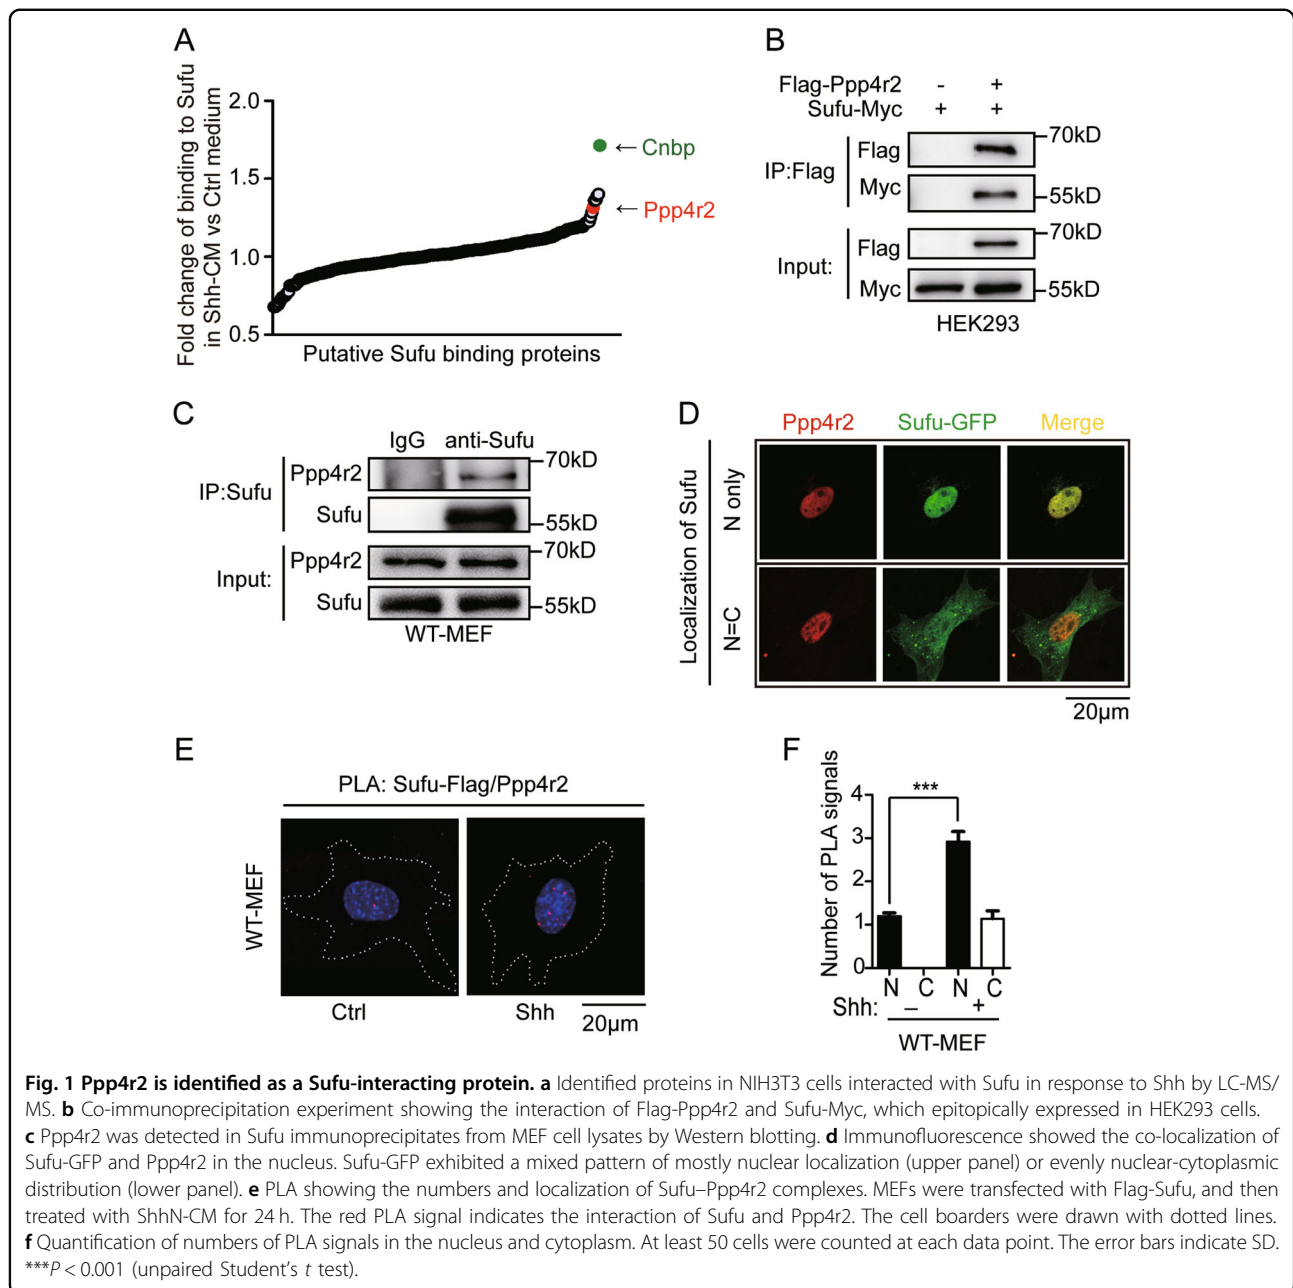 A
Fold change of binding to Sufu
in Shh-CM vs Ctrl medium
2.0
1.5
1.0
0.5
← Cnbp
← Ppp4r2
Putative Sufu binding proteins
B
Flag-Ppp4r2 - +
Sufu-Myc + +
IP:Flag
Flag
Myc
70kD
55kD
Input:
Flag
Myc
70kD
55kD
HEK293
C
IgG anti-Sufu
IP:Sufu
Ppp4r2
Sufu
70kD
55kD
Input:
Ppp4r2
Sufu
70kD
55kD
WT-MEF
D
Ppp4r2 Sufu-GFP Merge
Localization of Sufu
N only
N=C
20μm
E
PLA: Sufu-Flag/Ppp4r2
WT-MEF
Ctrl Shh
20μm
F
Number of PLA signals
4
3
2
1
0
***
N C N C
Shh: – +
WT-MEF
Fig. 1 Ppp4r2 is identified as a Sufu-interacting protein. a Identified proteins in NIH3T3 cells interacted with Sufu in response to Shh by LC-MS/
MS. b Co-immunoprecipitation experiment showing the interaction of Flag-Ppp4r2 and Sufu-Myc, which epitopically expressed in HEK293 cells.
c Ppp4r2 was detected in Sufu immunoprecipitates from MEF cell lysates by Western blotting. d Immunofluorescence showed the co-localization of
Sufu-GFP and Ppp4r2 in the nucleus. Sufu-GFP exhibited a mixed pattern of mostly nuclear localization (upper panel) or evenly nuclear-cytoplasmic
distribution (lower panel). e PLA showing the numbers and localization of Sufu–Ppp4r2 complexes. MEFs were transfected with Flag-Sufu, and then
treated with ShhN-CM for 24 h. The red PLA signal indicates the interaction of Sufu and Ppp4r2. The cell boarders were drawn with dotted lines.
f Quantification of numbers of PLA signals in the nucleus and cytoplasm. At least 50 cells were counted at each data point. The error bars indicate SD.
***P < 0.001 (unpaired Student's t test).